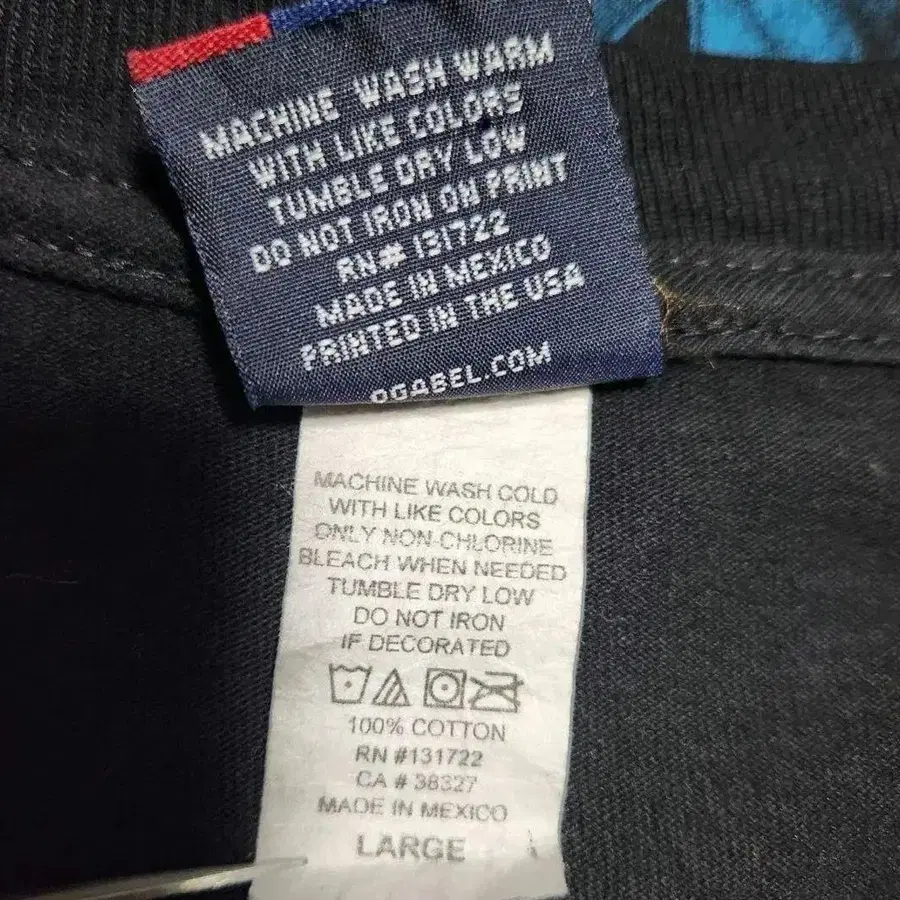 MACHINE WASH WARM
WITH LIKE COLORS
TUMBLE DRY LOW
DO NOT IRON ON PRINT
RN# 131722
MADE IN MEXICO
PRINTED IN THE USA
OGABEL.COM
MACHINE WASH COLD
WITH LIKE COLORS
ONLY NON-CHLORINE
BLEACH WHEN NEEDED
TUMBLE DRY LOW
DO NOT IRON
IF DECORATED
100% COTTON
RN #131722
CA # 38327
MADE IN MEXICO
LARGE